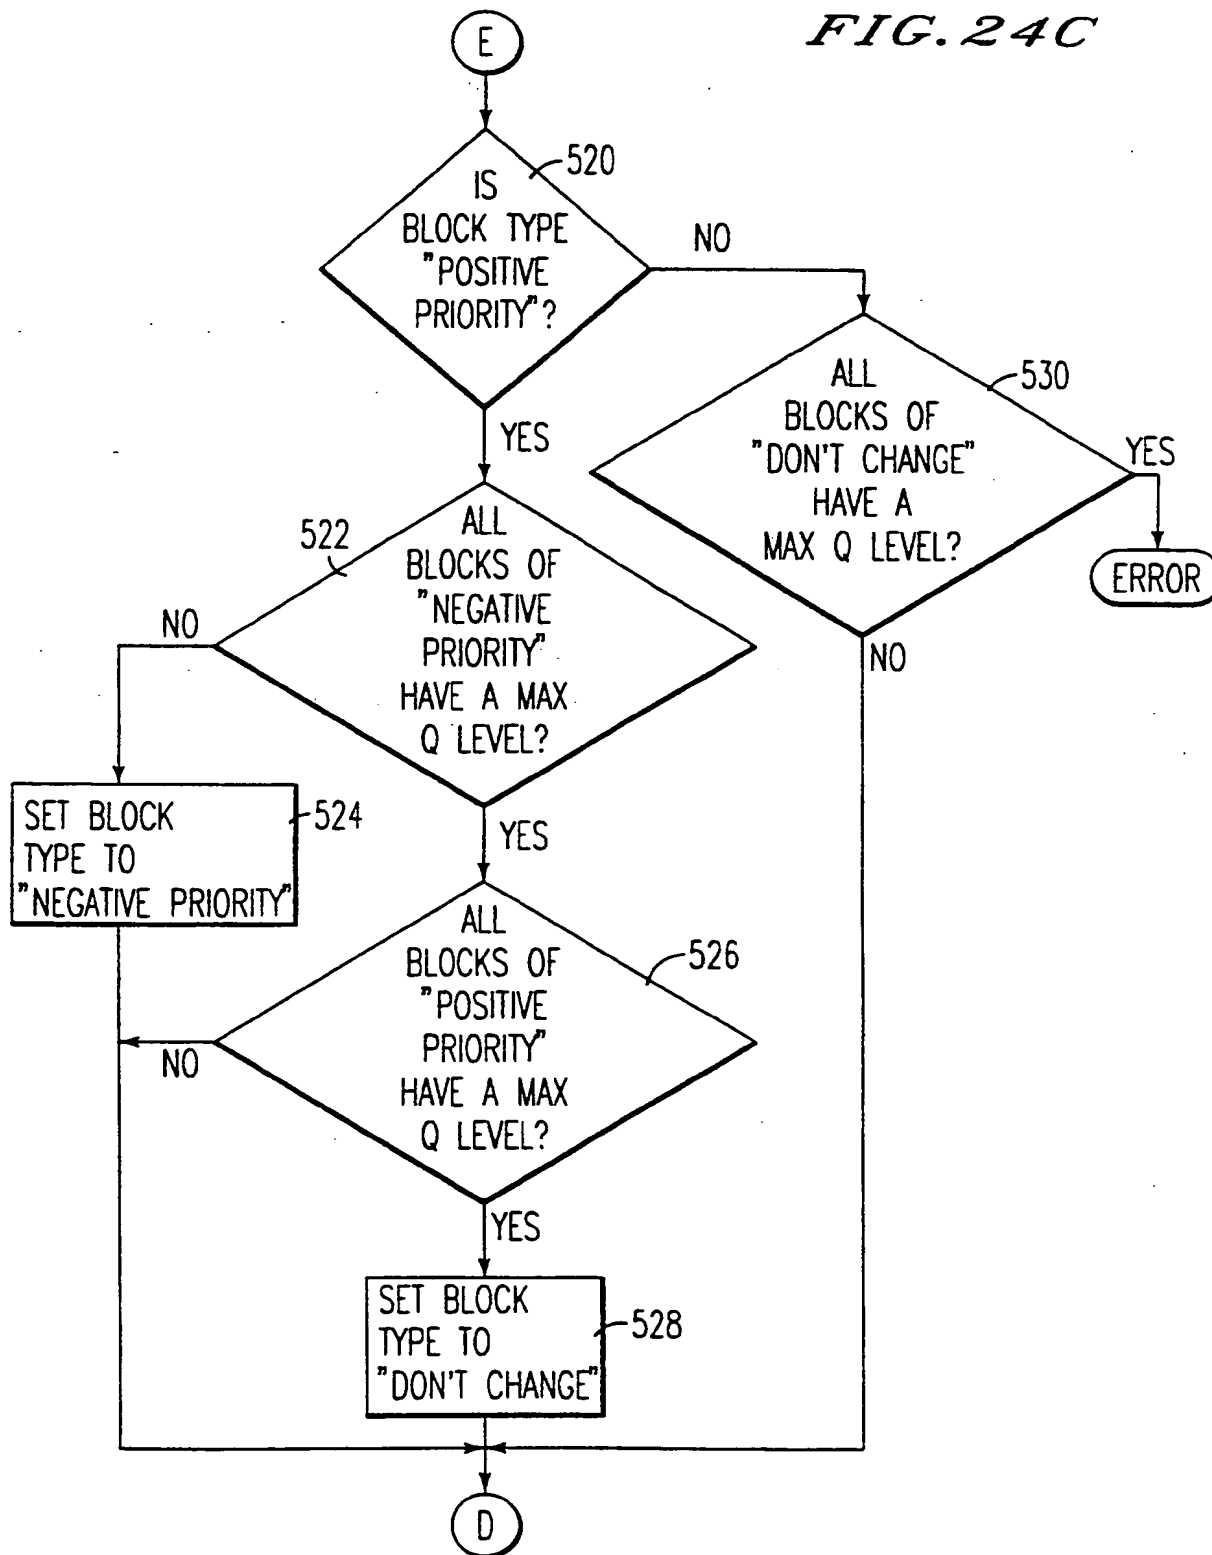 FIG. 24C
E
520
IS
BLOCK TYPE
"POSITIVE
PRIORITY"?
NO
YES
530
ALL
BLOCKS OF
"DON'T CHANGE"
HAVE A
MAX Q LEVEL?
YES
ERROR
NO
522
ALL
BLOCKS OF
"NEGATIVE
PRIORITY"
HAVE A MAX
Q LEVEL?
NO
YES
524
SET BLOCK
TYPE TO
"NEGATIVE PRIORITY"
526
ALL
BLOCKS OF
"POSITIVE
PRIORITY"
HAVE A MAX
Q LEVEL?
NO
YES
SET BLOCK
TYPE TO
"DON'T CHANGE"
528
D